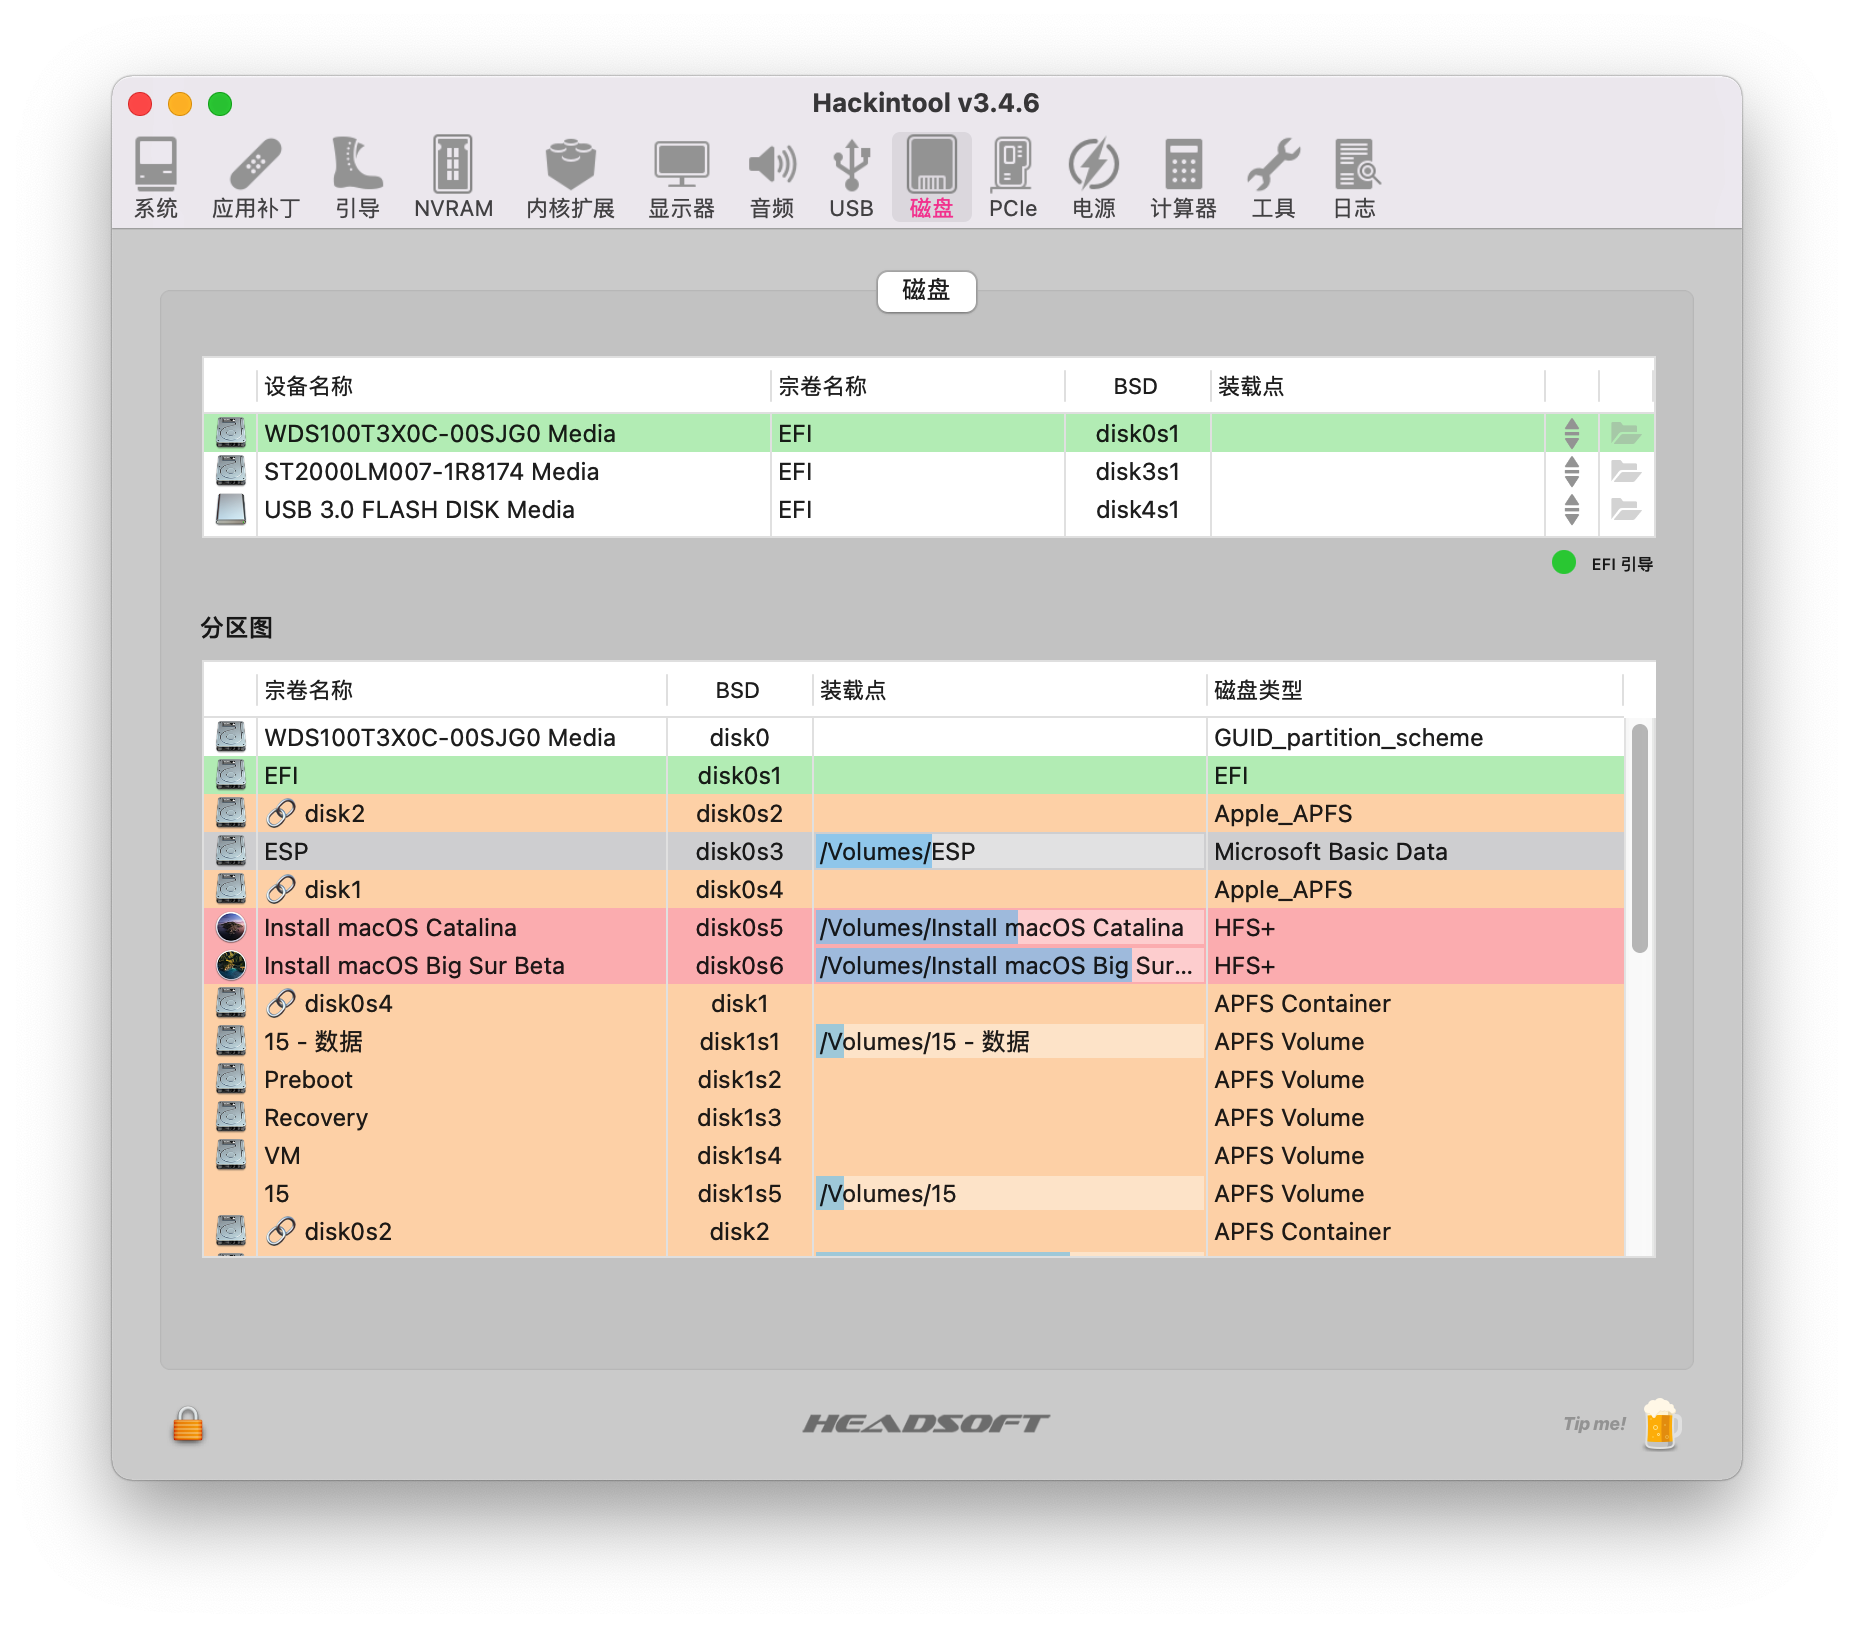 Hackintool v3.4.6
系统 应用补丁 引导 NVRAM 内核扩展 显示器 音频 USB 磁盘 PCIe 电源 计算器 工具 日志
磁盘
设备名称 宗卷名称 BSD 装载点
WDS100T3X0C-00SJG0 Media EFI disk0s1
ST2000LM007-1R8174 Media EFI disk3s1
USB 3.0 FLASH DISK Media EFI disk4s1
EFI 引导
分区图
宗卷名称 BSD 装载点 磁盘类型
WDS100T3X0C-00SJG0 Media disk0 GUID_partition_scheme
EFI disk0s1 EFI
disk2 disk0s2 Apple_APFS
ESP disk0s3 /Volumes/ESP Microsoft Basic Data
disk1 disk0s4 Apple_APFS
Install macOS Catalina disk0s5 /Volumes/Install macOS Catalina HFS+
Install macOS Big Sur Beta disk0s6 /Volumes/Install macOS Big Sur... HFS+
disk0s4 disk1 APFS Container
15 - 数据 disk1s1 /Volumes/15 - 数据 APFS Volume
Preboot disk1s2 APFS Volume
Recovery disk1s3 APFS Volume
VM disk1s4 APFS Volume
15 disk1s5 /Volumes/15 APFS Volume
disk0s2 disk2 APFS Container
HEADSOFT
Tip me!